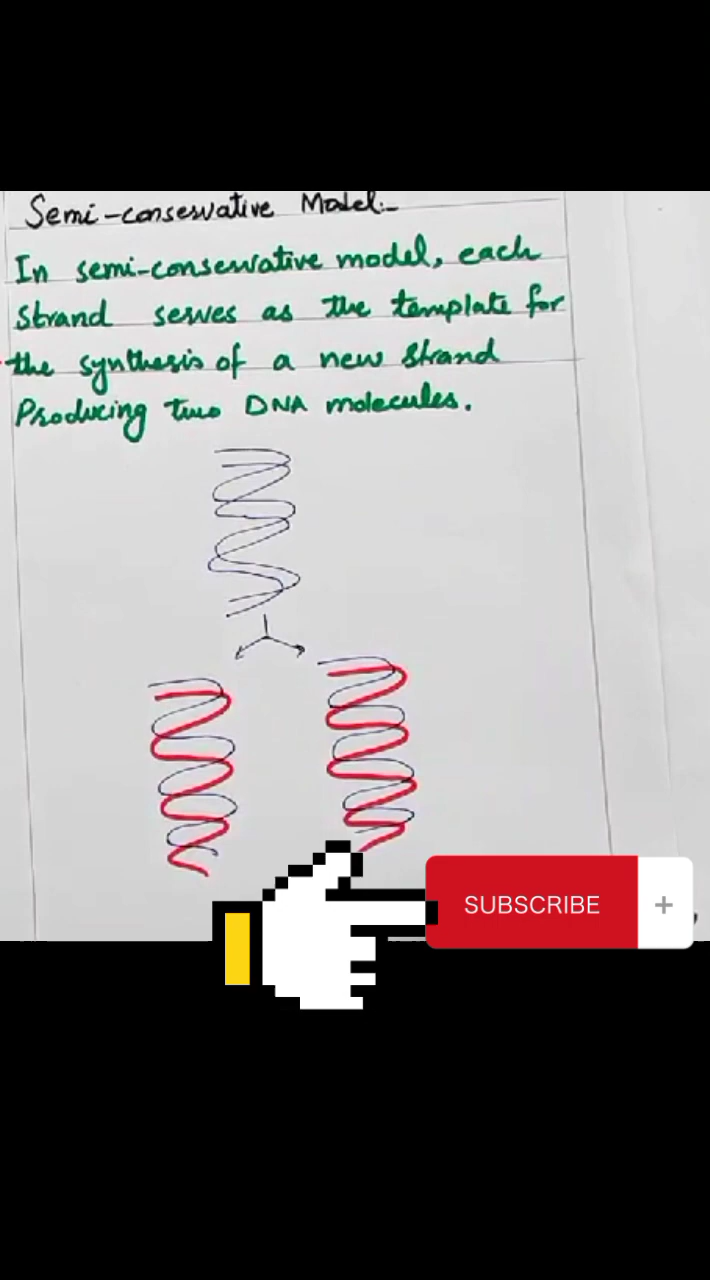 Semi-conservative Model:-
In semi-conservative model, each
Strand serves as the template for
the synthesis of a new strand
Producing two DNA molecules.
SUBSCRIBE +